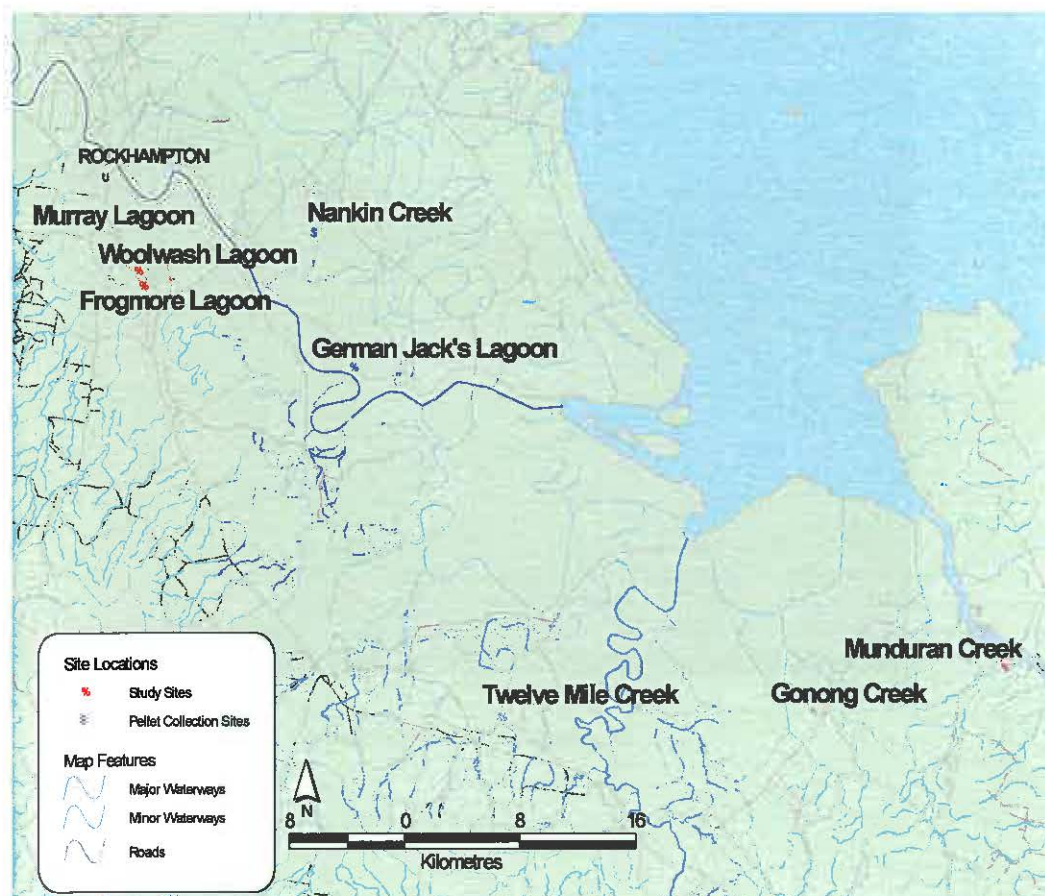 ROCKHAMPTON
Murray Lagoon
Nankin Creek
Woolwash Lagoon
Frogmore Lagoon
German Jack's Lagoon
Munduran Creek
Twelve Mile Creek
Gonong Creek
Site Locations
Study Sites
Pellet Collection Sites
Map Features
Major Waterways
Minor Waterways
Roads
N
8 0 8 16
Kilometres